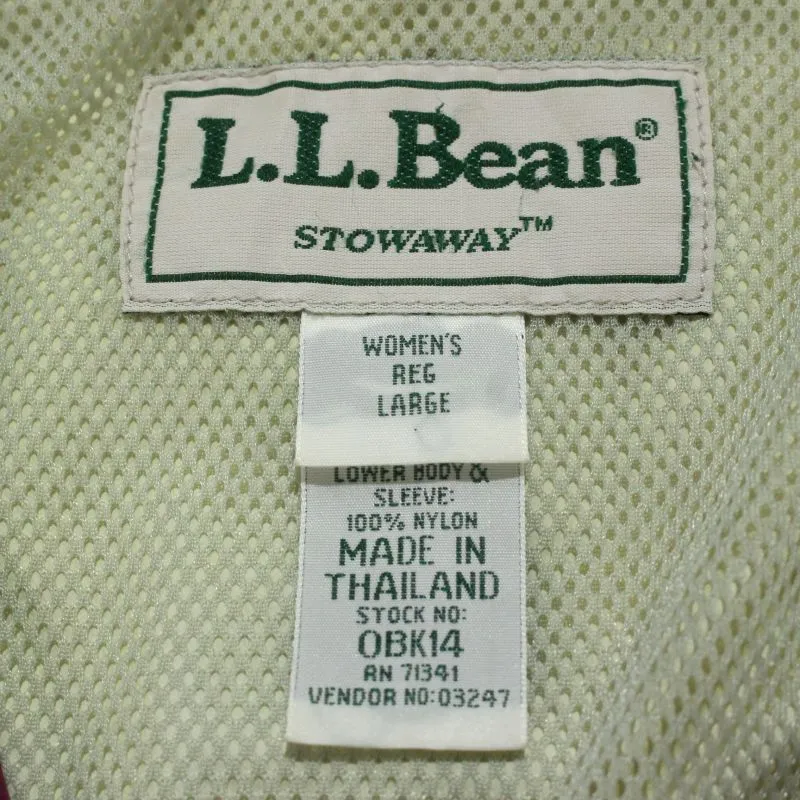 L.L.Bean®
STOWAWAY™
WOMEN'S
REG
LARGE
LOWER BODY &
SLEEVE:
100% NYLON
MADE IN
THAILAND
STOCK NO:
OBK14
RN 71341
VENDOR NO:03247